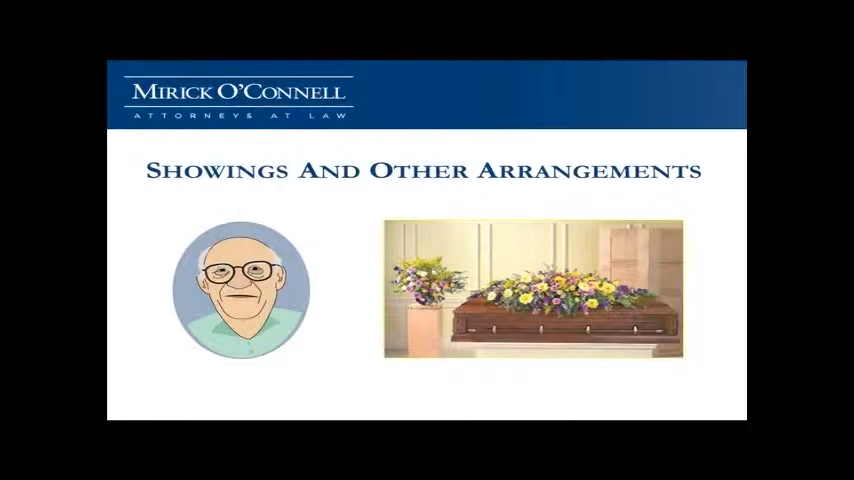 MIRICK O'CONNELL
ATTORNEYS AT LAW
SHOWINGS AND OTHER ARRANGEMENTS